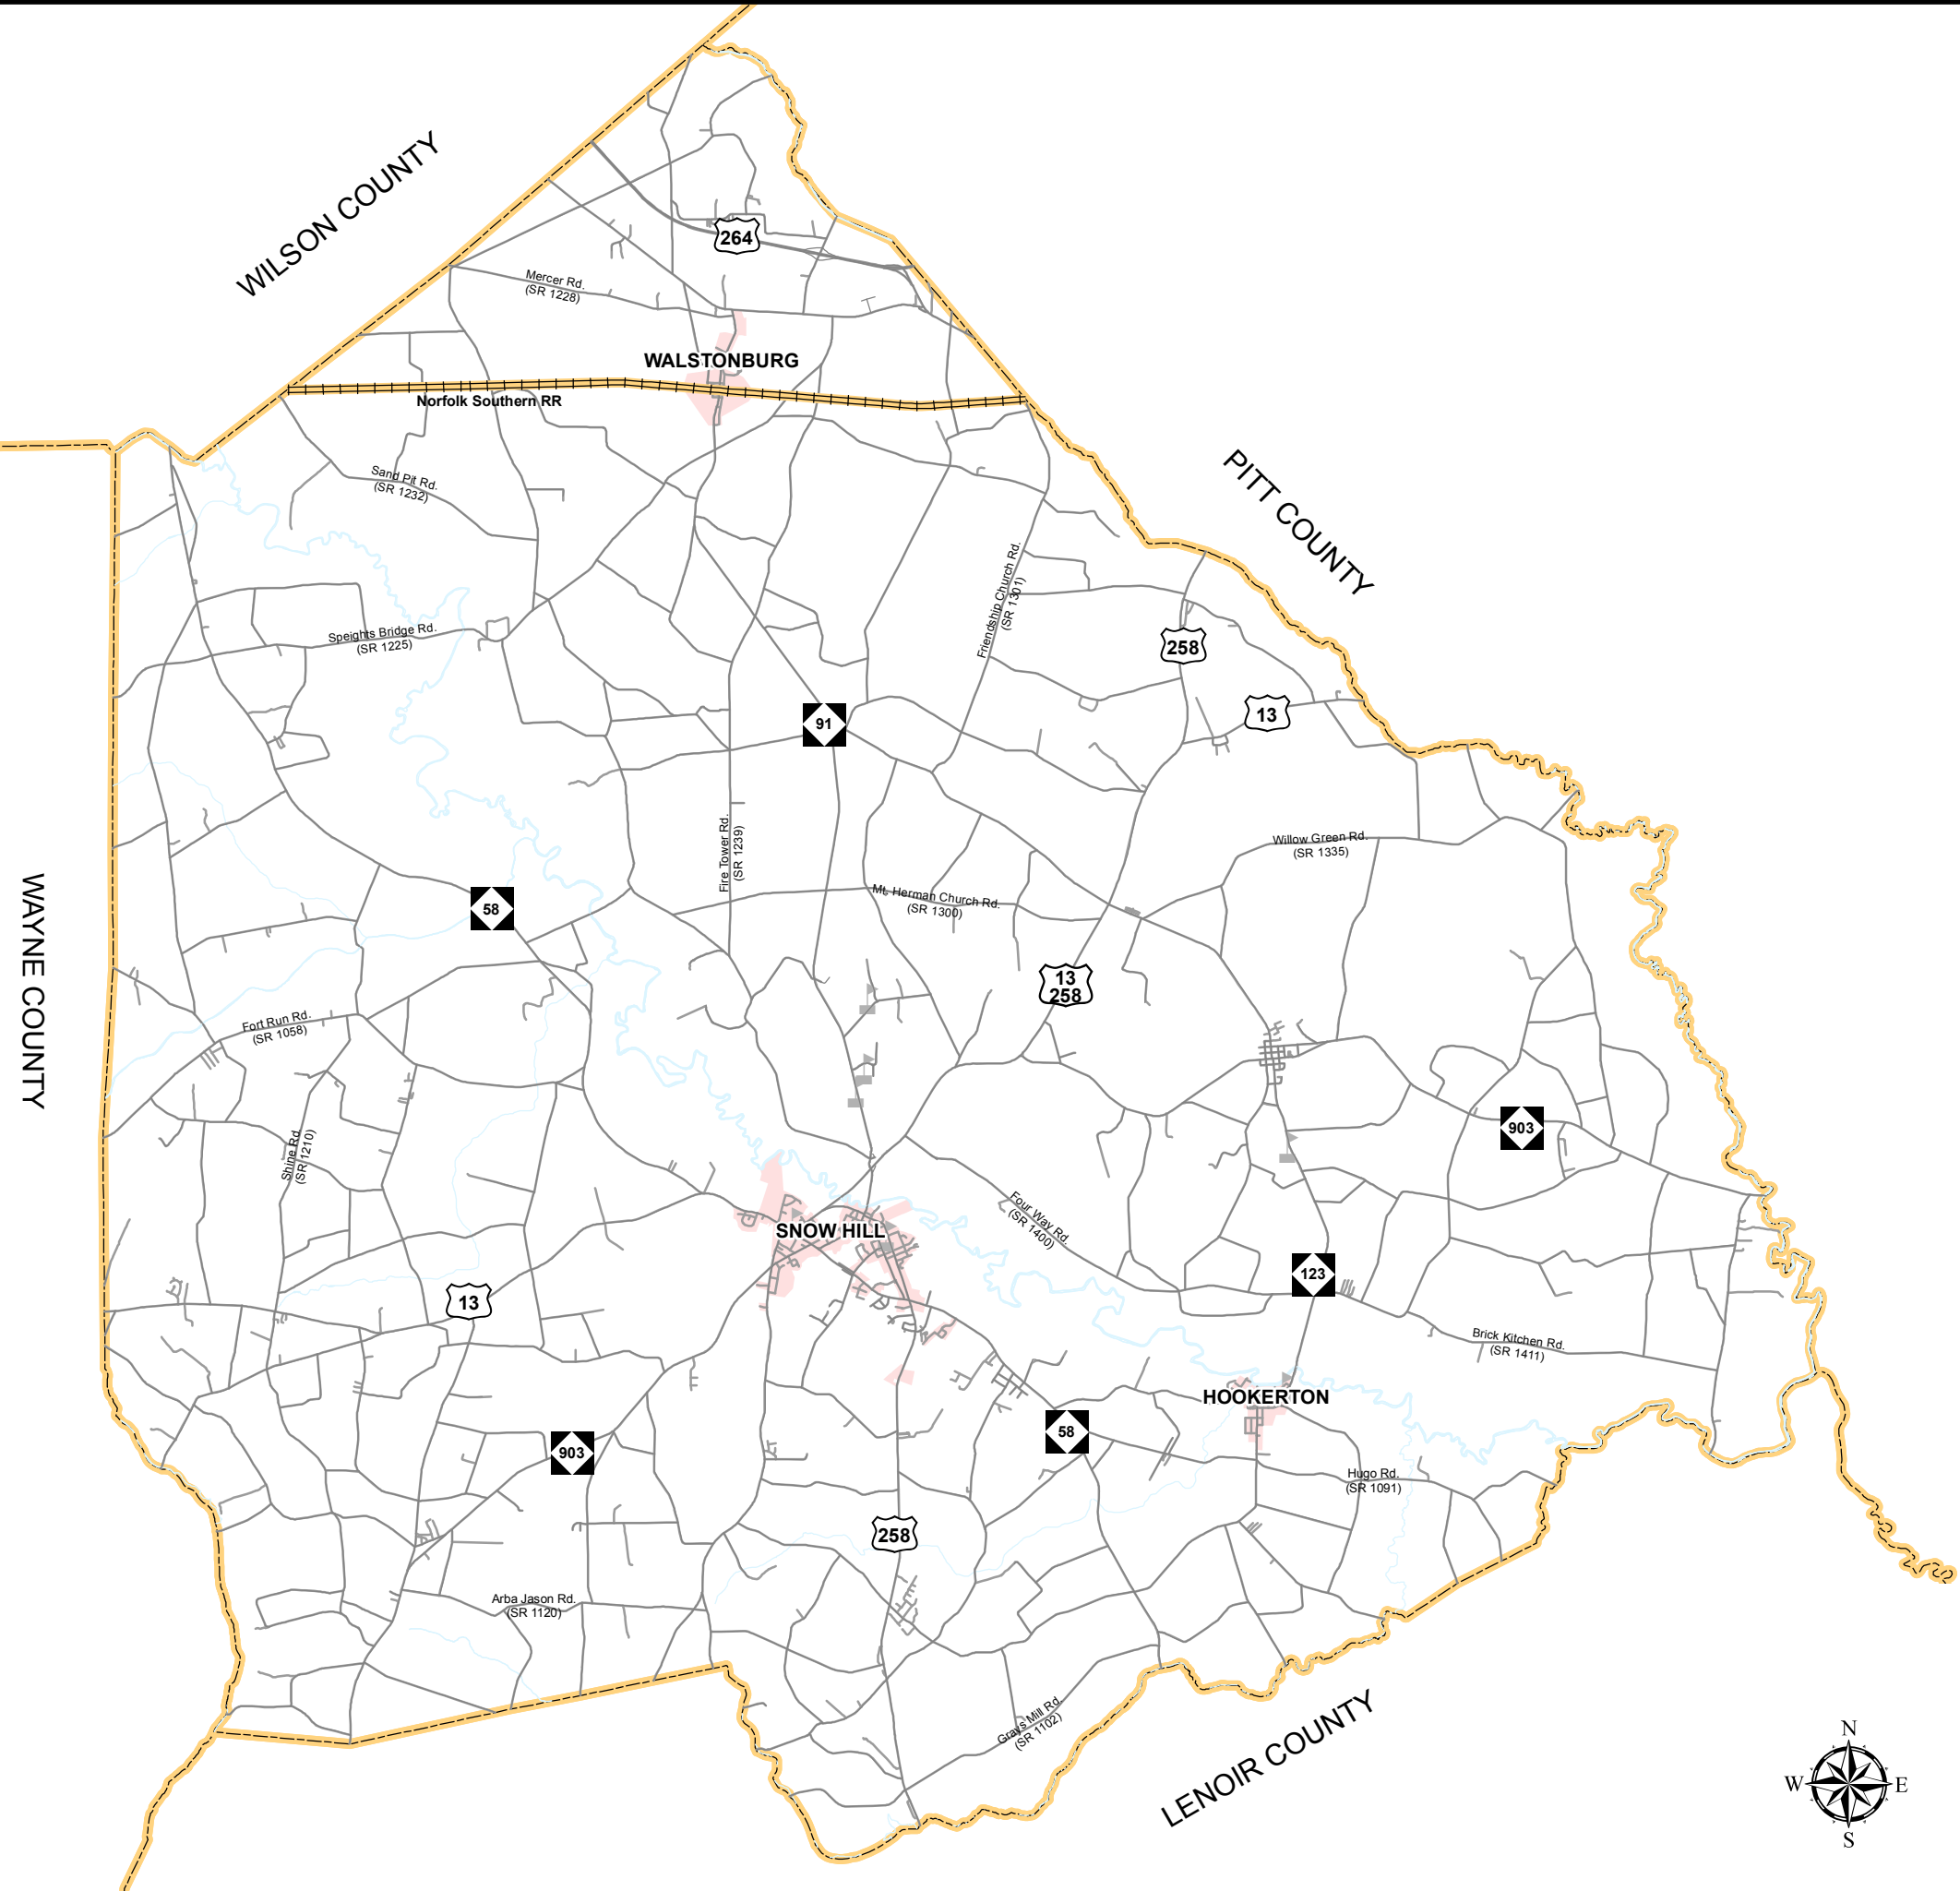 WILSON COUNTY
264
Mercer Rd.
(SR 1228)
WALSTONBURG
Norfolk Southern RR
Sand Pit Rd.
(SR 1232)
PITT COUNTY
Friendship Church Rd.
(SR 1301)
Speights Bridge Rd.
(SR 1225)
258
13
91
Fire Tower Rd.
(SR 1239)
Willow Green Rd.
(SR 1335)
Mt. Herman Church Rd.
(SR 1300)
58
WAYNE COUNTY
13
258
Fort Run Rd.
(SR 1058)
903
Shine Rd.
(SR 1210)
Four Way Rd.
(SR 1400)
SNOW HILL
123
13
Brick Kitchen Rd.
(SR 1411)
HOOKERTON
58
903
Hugo Rd.
(SR 1091)
258
Arba Jason Rd.
(SR 1120)
Grays Mill Rd.
(SR 1102)
LENOIR COUNTY
N
W
E
S